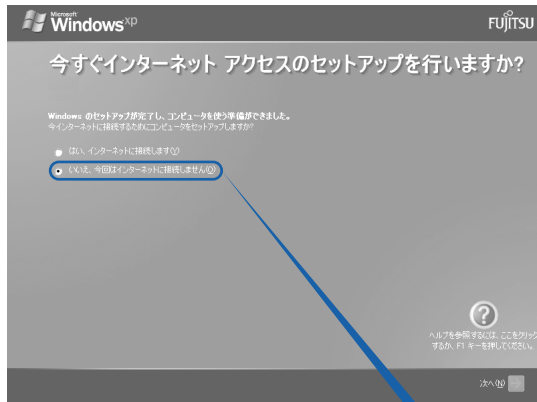 Microsoft
Windows xp
FUJITSU
今すぐインターネット アクセスのセットアップを行いますか?
Windows のセットアップが完了し、コンピュータを使う準備ができました。
今インターネットに接続するためにコンピュータをセットアップしますか?
はい、インターネットに接続します(Y)
いいえ、今回はインターネットに接続しません(O)
ヘルプを参照するには、ここをクリック
するか、F1 キーを押してください。
次へ(N)